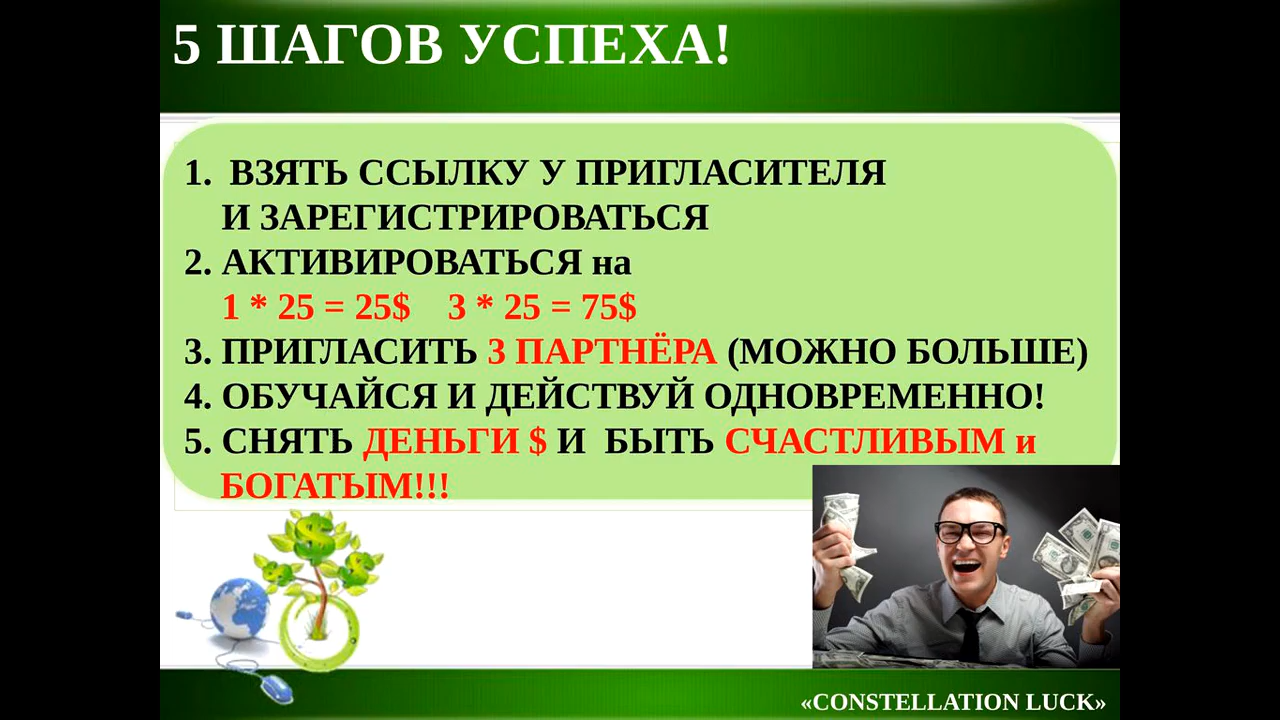 5 ШАГОВ УСПЕХА!
1. ВЗЯТЬ ССЫЛКУ У ПРИГЛАСИТЕЛЯ
И ЗАРЕГИСТРИРОВАТЬСЯ
2. АКТИВИРОВАТЬСЯ на
1 * 25 = 25$ 3 * 25 = 75$
3. ПРИГЛАСИТЬ 3 ПАРТНЁРА (МОЖНО БОЛЬШЕ)
4. ОБУЧАЙСЯ И ДЕЙСТВУЙ ОДНОВРЕМЕННО!
5. СНЯТЬ ДЕНЬГИ $ И БЫТЬ СЧАСТЛИВЫМ и
БОГАТЫМ!!!
«CONSTELLATION LUCK»